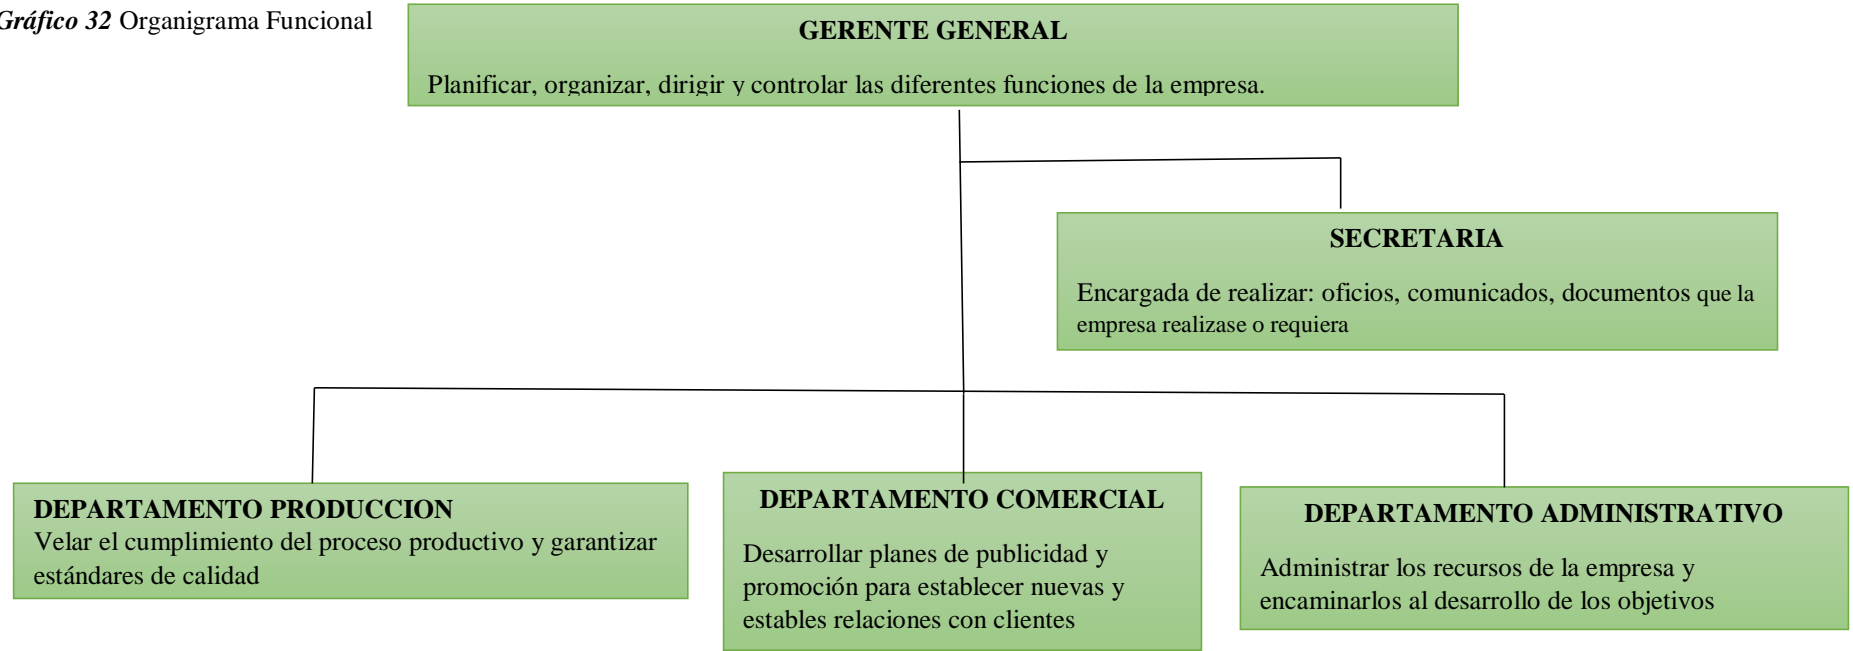 Gráfico 32 Organigrama Funcional
GERENTE GENERAL
Planificar, organizar, dirigir y controlar las diferentes funciones de la empresa.
SECRETARIA
Encargada de realizar: oficios, comunicados, documentos que la
empresa realizase o requiera
DEPARTAMENTO PRODUCCION
Velar el cumplimiento del proceso productivo y garantizar
estándares de calidad
DEPARTAMENTO COMERCIAL
Desarrollar planes de publicidad y
promoción para establecer nuevas y
estables relaciones con clientes
DEPARTAMENTO ADMINISTRATIVO
Administrar los recursos de la empresa y
encaminarlos al desarrollo de los objetivos